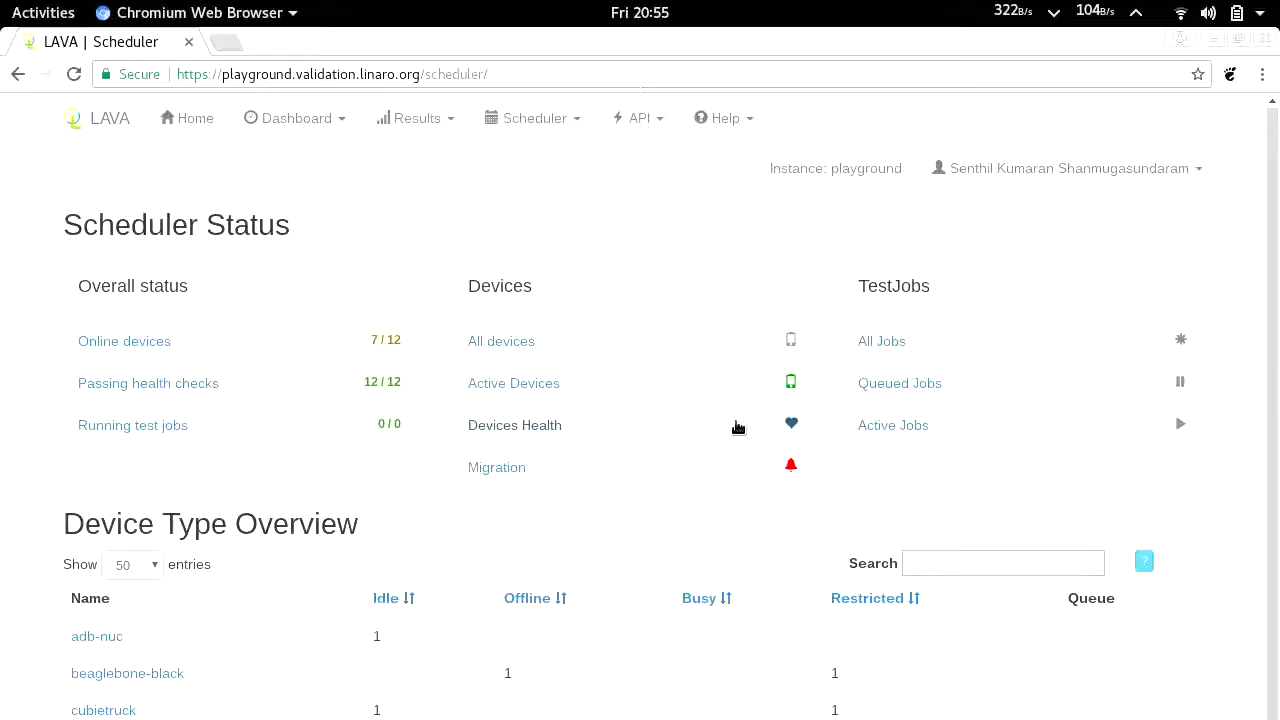 Activities Chromium Web Browser Fri 20:55 322B/s 104B/s
LAVA | Scheduler
Secure https://playground.validation.linaro.org/scheduler/
LAVA Home Dashboard Results Scheduler API Help
Instance: playground Senthil Kumaran Shanmugasundaram
Scheduler Status
Overall status Devices TestJobs
Online devices 7 / 12 All devices All Jobs
Passing health checks 12 / 12 Active Devices Queued Jobs
Running test jobs 0 / 0 Devices Health Active Jobs
Migration
Device Type Overview
Show 50 entries Search ?
Name Idle Offline Busy Restricted Queue
adb-nuc 1
beaglebone-black 1 1
cubietruck 1 1